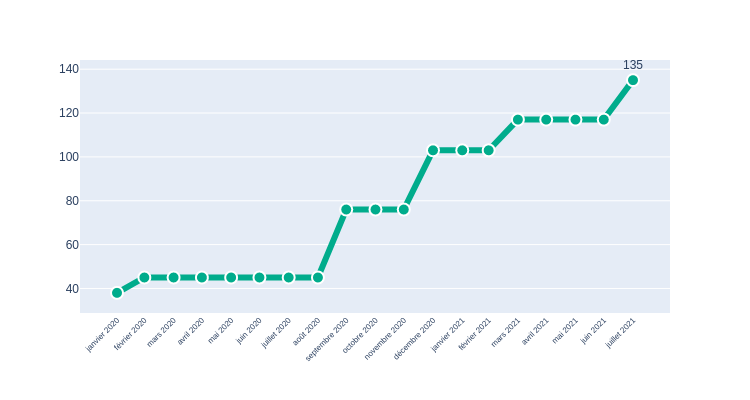 135
140
120
100
80
60
40
janvier 2020
février 2020
mars 2020
avril 2020
mai 2020
juin 2020
juillet 2020
août 2020
septembre 2020
octobre 2020
novembre 2020
décembre 2020
janvier 2021
février 2021
mars 2021
avril 2021
mai 2021
juin 2021
juillet 2021